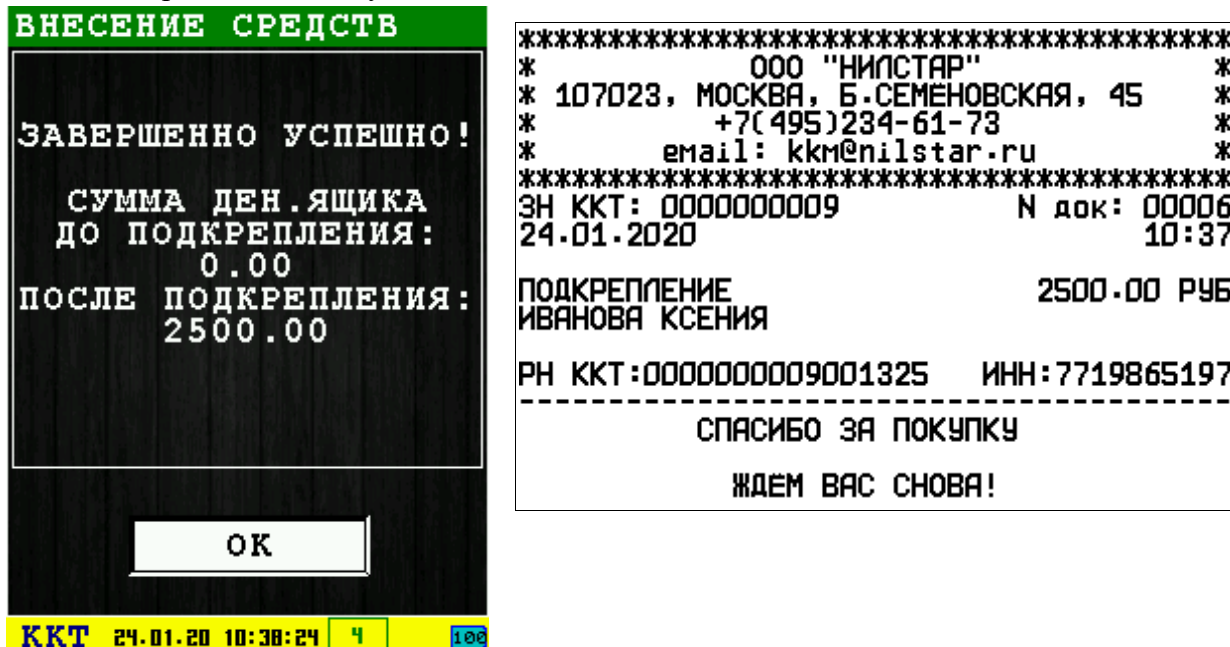 ВНЕСЕНИЕ СРЕДСТВ
ЗАВЕРШЕННО УСПЕШНО!
СУММА ДЕН.ЯЩИКА
ДО ПОДКРЕПЛЕНИЯ:
0.00
ПОСЛЕ ПОДКРЕПЛЕНИЯ:
2500.00
OK
ККТ 24.01.20 10:38:24 4 100
****************************************
* ООО "НИЛСТАР" *
* 107023, МОСКВА, Б.СЕМЕНОВСКАЯ, 45 *
* +7(495)234-61-73 *
* email: kkm@nilstar.ru *
****************************************
ЗН ККТ: 0000000009 N док: 00006
24.01.2020 10:37
ПОДКРЕПЛЕНИЕ 2500.00 РУБ
ИВАНОВА КСЕНИЯ
РН ККТ:0000000009001325 ИНН:7719865197
----------------------------------------
СПАСИБО ЗА ПОКУПКУ
ЖДЕМ ВАС СНОВА!